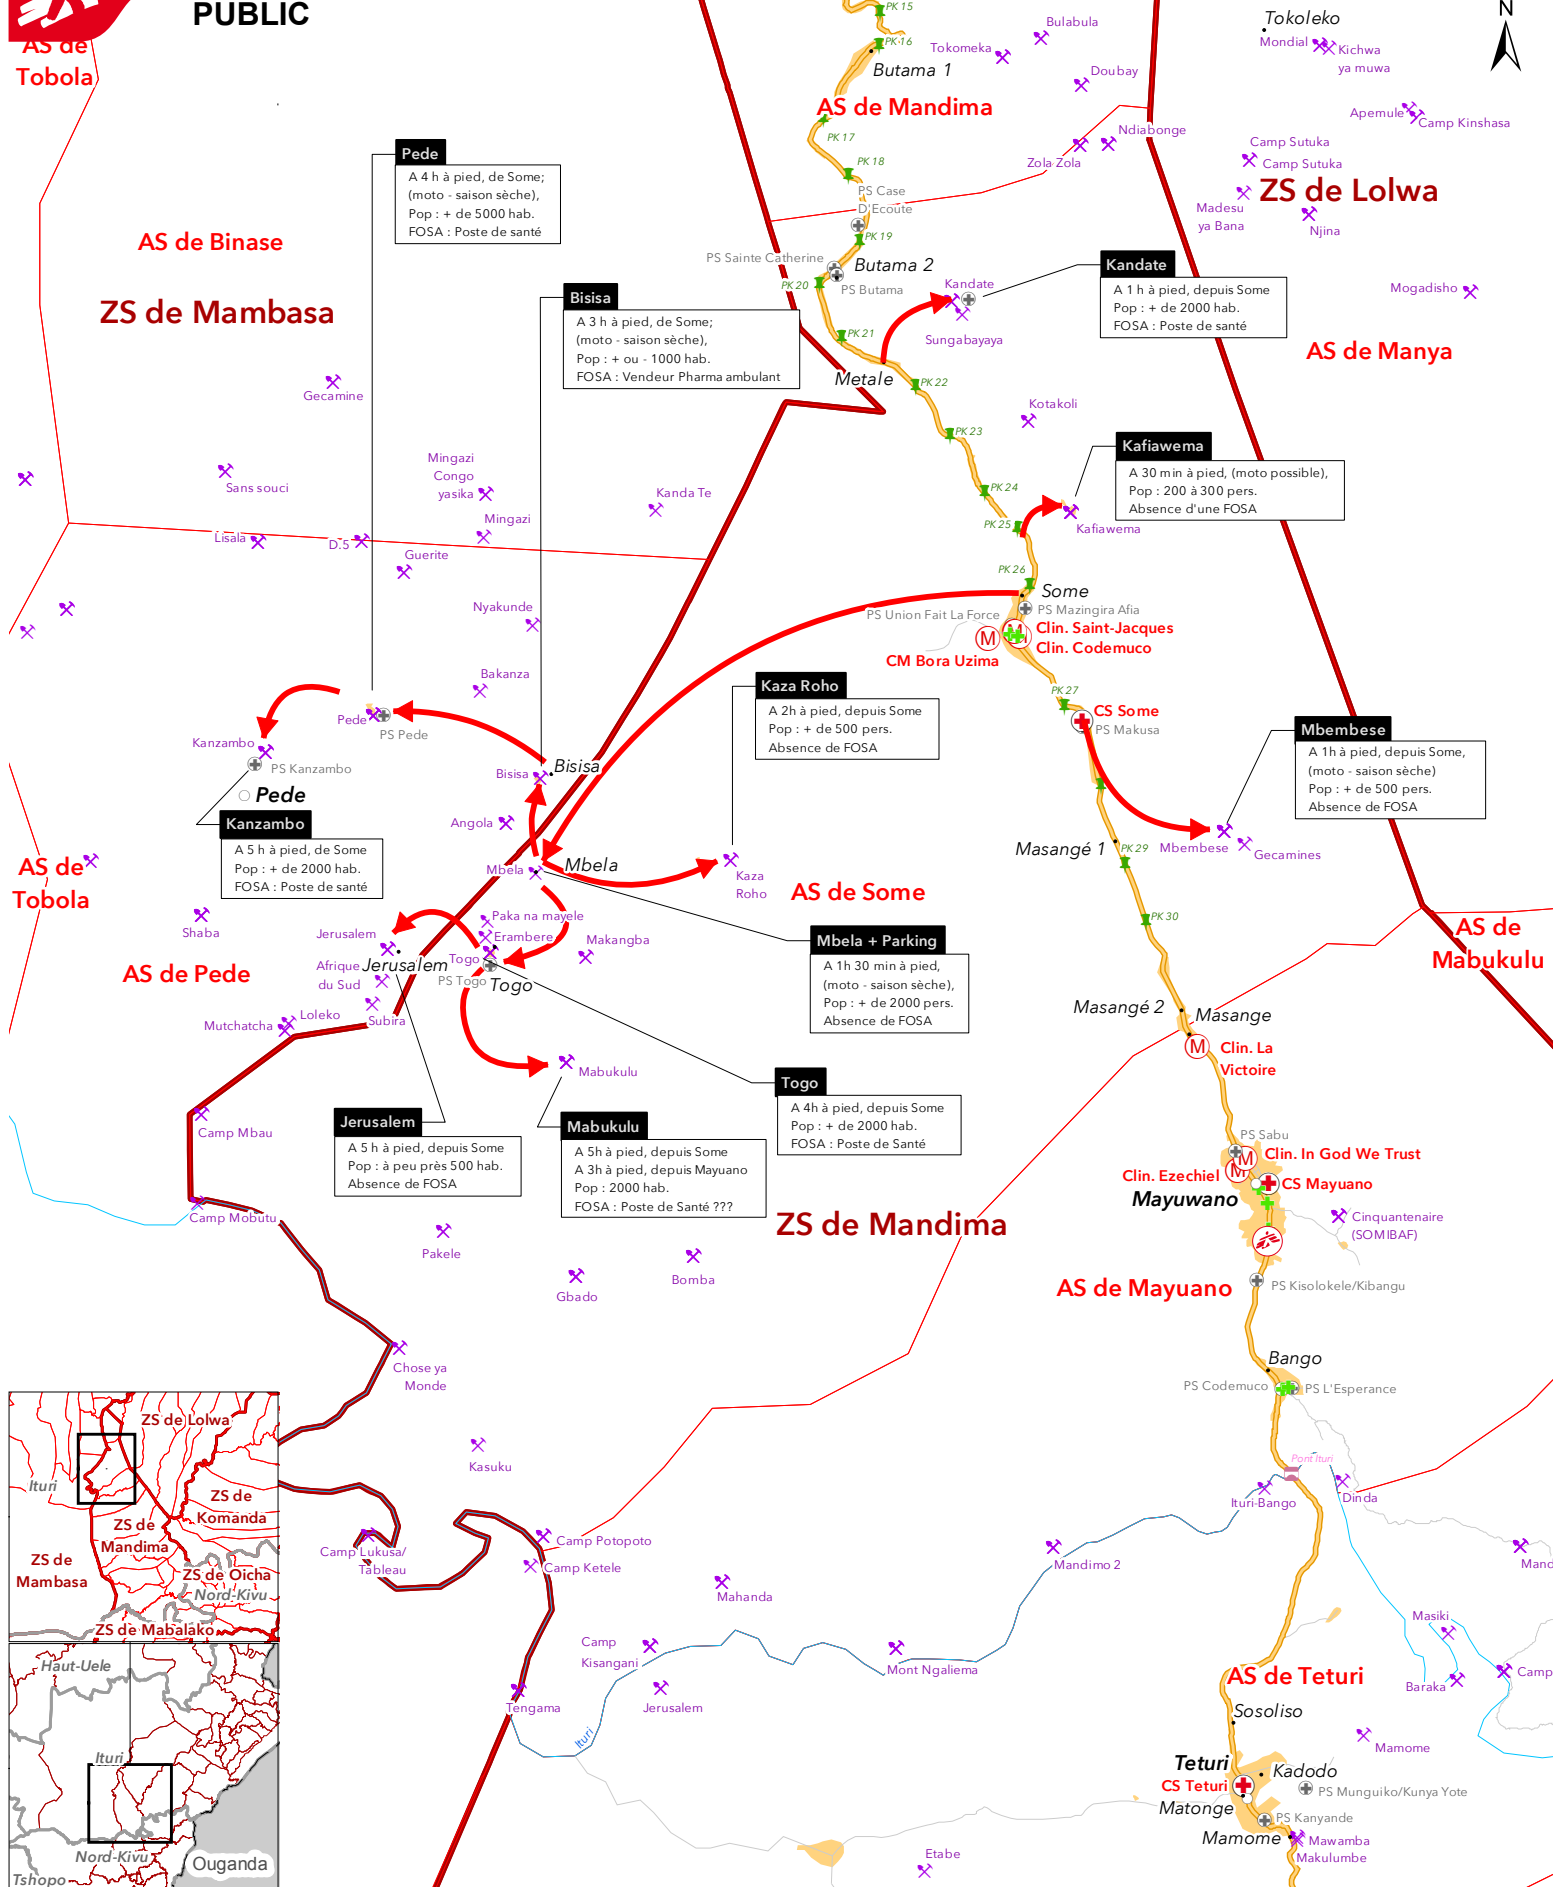 PUBLIC
AS de
Tobola
PK 15
PK 16
Butama 1
AS de Mandima
Tokomeka
Bulabula
Doubay
Ndiabonge
Zola Zola
Tokoleko
Mondial
Kichwa
ya muwa
N
Apemule
Camp Kinshasa
Camp Sutuka
Camp Sutuka
ZS de Lolwa
Madesu
ya Bana
Njina
Mogadisho
AS de Manya
PK 17
PK 18
PS Case
D'Ecoute
PK 19
PS Sainte Catherine
Butama 2
PS Butama
PK 20
PK 21
Metale
PK 22
PK 23
PK 24
PK 25
PK 26
Pede
A 4 h à pied, de Some;
(moto - saison sèche),
Pop : + de 5000 hab.
FOSA : Poste de santé
AS de Binase
ZS de Mambasa
Bisisa
A 3 h à pied, de Some;
(moto - saison sèche),
Pop : + ou - 1000 hab.
FOSA : Vendeur Pharma ambulant
Kandate
Sungabayaya
Kandate
A 1 h à pied, depuis Some
Pop : + de 2000 hab.
FOSA : Poste de santé
Gecamine
Kotakoli
Kafiawema
A 30 min à pied, (moto possible),
Pop : 200 à 300 pers.
Absence d'une FOSA
Kafiawema
Sans souci
Mingazi
Congo
yasika
Mingazi
Kanda Te
Lisala
D.5
Guerite
Nyakunde
Bakanza
Some
PS Union Fait La Force
PS Mazingira Afia
Clin. Saint-Jacques
Clin. Codemuco
M
M
CM Bora Uzima
PK 27
CS Some
PS Makusa
Kaza Roho
A 2h à pied, depuis Some
Pop : + de 500 pers.
Absence de FOSA
Mbembese
A 1h à pied, depuis Some,
(moto - saison sèche)
Pop : + de 500 pers.
Absence de FOSA
Pede
PS Pede
Kanzambo
PS Kanzambo
Pede
Kanzambo
A 5 h à pied, de Some
Pop : + de 2000 hab.
FOSA : Poste de santé
Bisisa
Bisisa
Angola
Mbela
Mbela
Kaza
Roho
AS de Some
Masangé 1
PK 29
Mbembese
Gecamines
PK 30
AS de
Tobola
Shaba
AS de Pede
Jerusalem
Jerusalem
Afrique
du Sud
Subira
Loleko
Mutchatcha
Paka na mayele
Erambere
Togo
PS Togo
Togo
Makangba
Mbela + Parking
A 1h 30 min à pied,
(moto - saison sèche),
Pop : + de 2000 pers.
Absence de FOSA
AS de
Mabukulu
Masangé 2
Masange
M
Clin. La
Victoire
Mabukulu
Togo
A 4h à pied, depuis Some
Pop : + de 2000 hab.
FOSA : Poste de Santé
Jerusalem
A 5 h à pied, depuis Some
Pop : à peu près 500 hab.
Absence de FOSA
Mabukulu
A 5h à pied, depuis Some
A 3h à pied, depuis Mayuano
Pop : 2000 hab.
FOSA : Poste de Santé ???
Camp Mbau
Camp Mobutu
PS Sabu
M
Clin. In God We Trust
Clin. Ezechiel
M
CS Mayuano
Mayuwano
ZS de Mandima
Cinquantenaire
(SOMIBAF)
Pakele
Gbado
Bomba
AS de Mayuano
PS Kisolokele/Kibangu
Chose ya
Monde
Bango
PS Codemuco
PS L'Esperance
Kasuku
Pont Ituri
Ituri-Bango
Dinda
Camp Lukusa/
Tableau
Camp Potopoto
Camp Ketele
Mandimo 2
Mand
Mahanda
Masiki
Camp
Kisangani
Mont Ngaliema
Baraka
Camp
Tengama
Jerusalem
Ituri
AS de Teturi
Sosoliso
Mamome
Teturi
Kadodo
CS Teturi
PS Munguiko/Kunya Yote
Matonge
PS Kanyande
Mamome
Mawamba
Makulumbe
Etabe
ZS de Lolwa
Ituri
ZS de
Komanda
ZS de
Mandima
ZS de
Mambasa
ZS de Oicha
Nord-Kivu
ZS de Mabalako
Haut-Uele
Ituri
Nord-Kivu
Ouganda
Tshopo